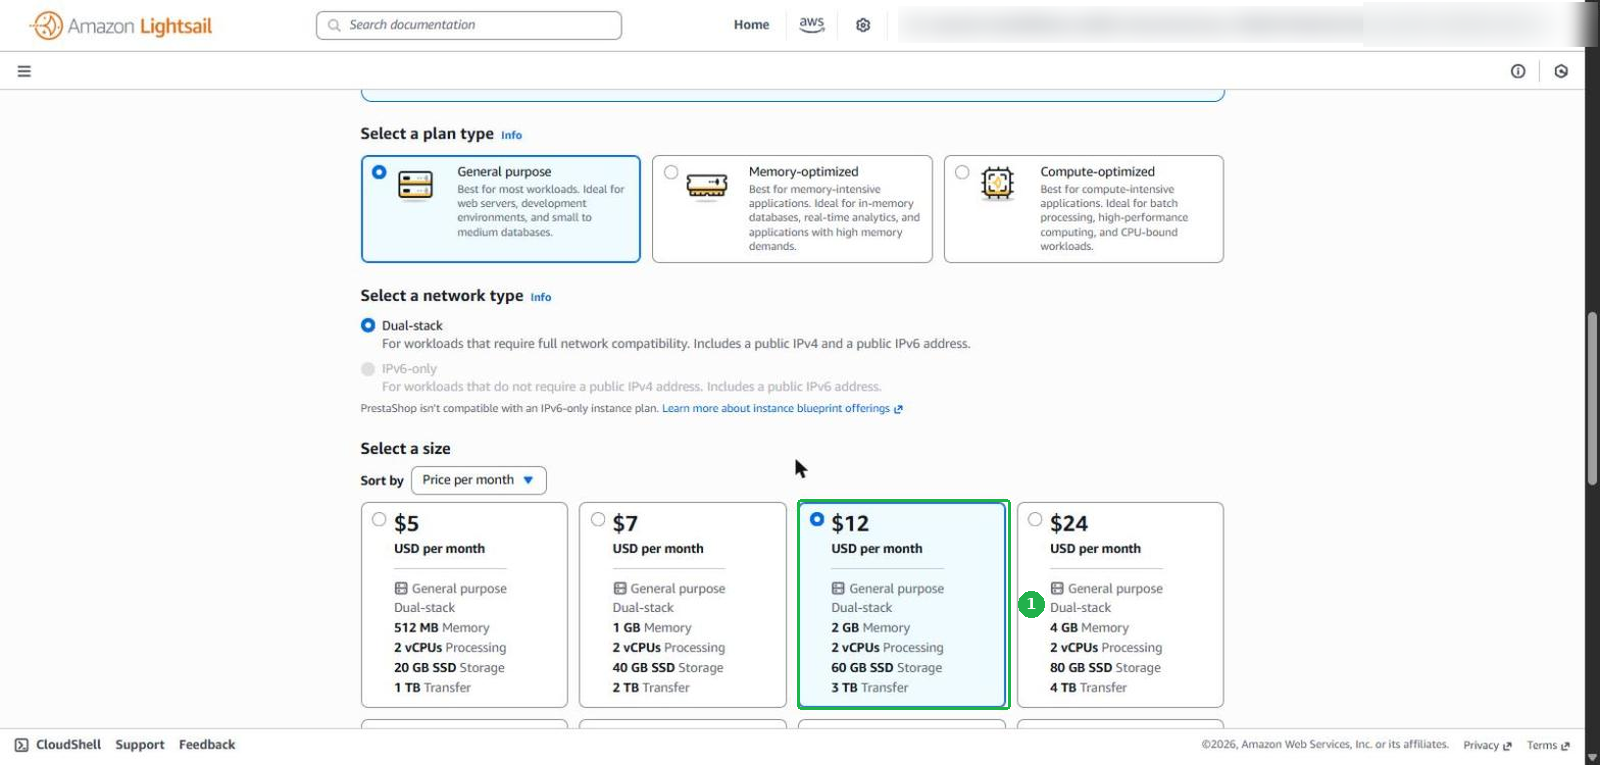 Amazon Lightsail
Search documentation
Home
aws
Select a plan type Info
General purpose
Best for most workloads. Ideal for
web servers, development
environments, and small to
medium databases.
Memory-optimized
Best for memory-intensive
applications. Ideal for in-memory
databases, real-time analytics, and
applications with high memory
demands.
Compute-optimized
Best for compute-intensive
applications. Ideal for batch
processing, high-performance
computing, and CPU-bound
workloads.
Select a network type Info
Dual-stack
For workloads that require full network compatibility. Includes a public IPv4 and a public IPv6 address.
IPv6-only
For workloads that do not require a public IPv4 address. Includes a public IPv6 address.
PrestaShop isn't compatible with an IPv6-only instance plan. Learn more about instance blueprint offerings
Select a size
Sort by Price per month
$5
USD per month
General purpose
Dual-stack
512 MB Memory
2 vCPUs Processing
20 GB SSD Storage
1 TB Transfer
$7
USD per month
General purpose
Dual-stack
1 GB Memory
2 vCPUs Processing
40 GB SSD Storage
2 TB Transfer
$12
USD per month
General purpose
Dual-stack
2 GB Memory
2 vCPUs Processing
60 GB SSD Storage
3 TB Transfer
1
$24
USD per month
General purpose
Dual-stack
4 GB Memory
2 vCPUs Processing
80 GB SSD Storage
4 TB Transfer
CloudShell Support Feedback
©2026, Amazon Web Services, Inc. or its affiliates. Privacy Terms